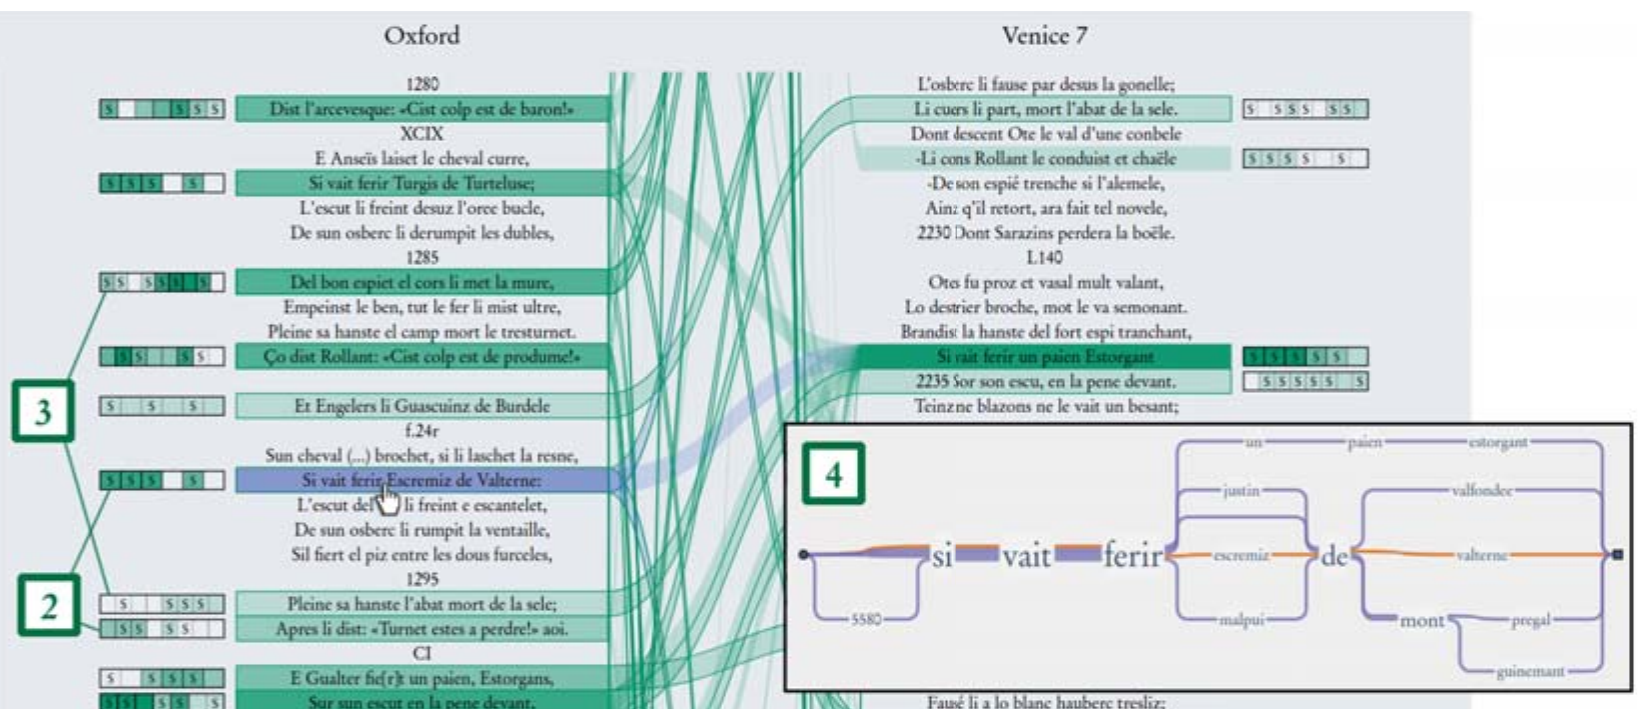 Oxford
1280
Dist l'arcevesque: «Cist colp est de baron!»
XCIX
E Anseïs laiset le cheval curre,
Si vait ferir Turgis de Turteluse;
L'escut li freint desuz l'oree bucle,
De sun osberc li derumpit les dubles,
1285
Del bon espiet el cors li met la mure,
Empeinst le ben, tut le fer li mist ultre,
Pleine sa hanste el camp mort le tresturnet.
Ço dist Rollant: «Cist colp est de produme!»
Et Engelers li Guascuinz de Burdele
f.24r
Sun cheval (...) brochet, si li laschet la resne,
Si vait ferir Escremiz de Valterne:
L'escut del li freint e escantelet,
De sun osberc li rumpit la ventaille,
Sil fiert el piz entre les dous furceles,
1295
Pleine sa hanste l'abat mort de la sele;
Apres li dist: «Turnet estes a perdre!» aoi.
CI
E Gualter fie[r]t un paien, Estorgans,
Sur sun escut en la pene devant,
3
2
Venice 7
L'osberc li fause par desus la gonelle;
Li cuers li part, mort l'abat de la sele.
Dont descent Ote le val d'une conbele
-Li cons Rollant le conduist et chaële
-De son espié trenche si l'alemele,
Ainz q'il retort, ara fait tel novele,
2230 Dont Sarazins perdera la boële.
L140
Otes fu proz et vasal mult valant,
Lo destrier broche, mot le va semonant.
Brandist la hanste del fort espi tranchant,
Si vait ferir un paien Estorgant
2235 Sor son escu, en la pene devant.
Teinz ne blazons ne le vait un besant;
4
un paien estorgant
justin valfondee
si vait ferir escremiz de valterne
5580 malpui mont pregal
guinemant
Fausé li a lo blanc hauberc tresliz;